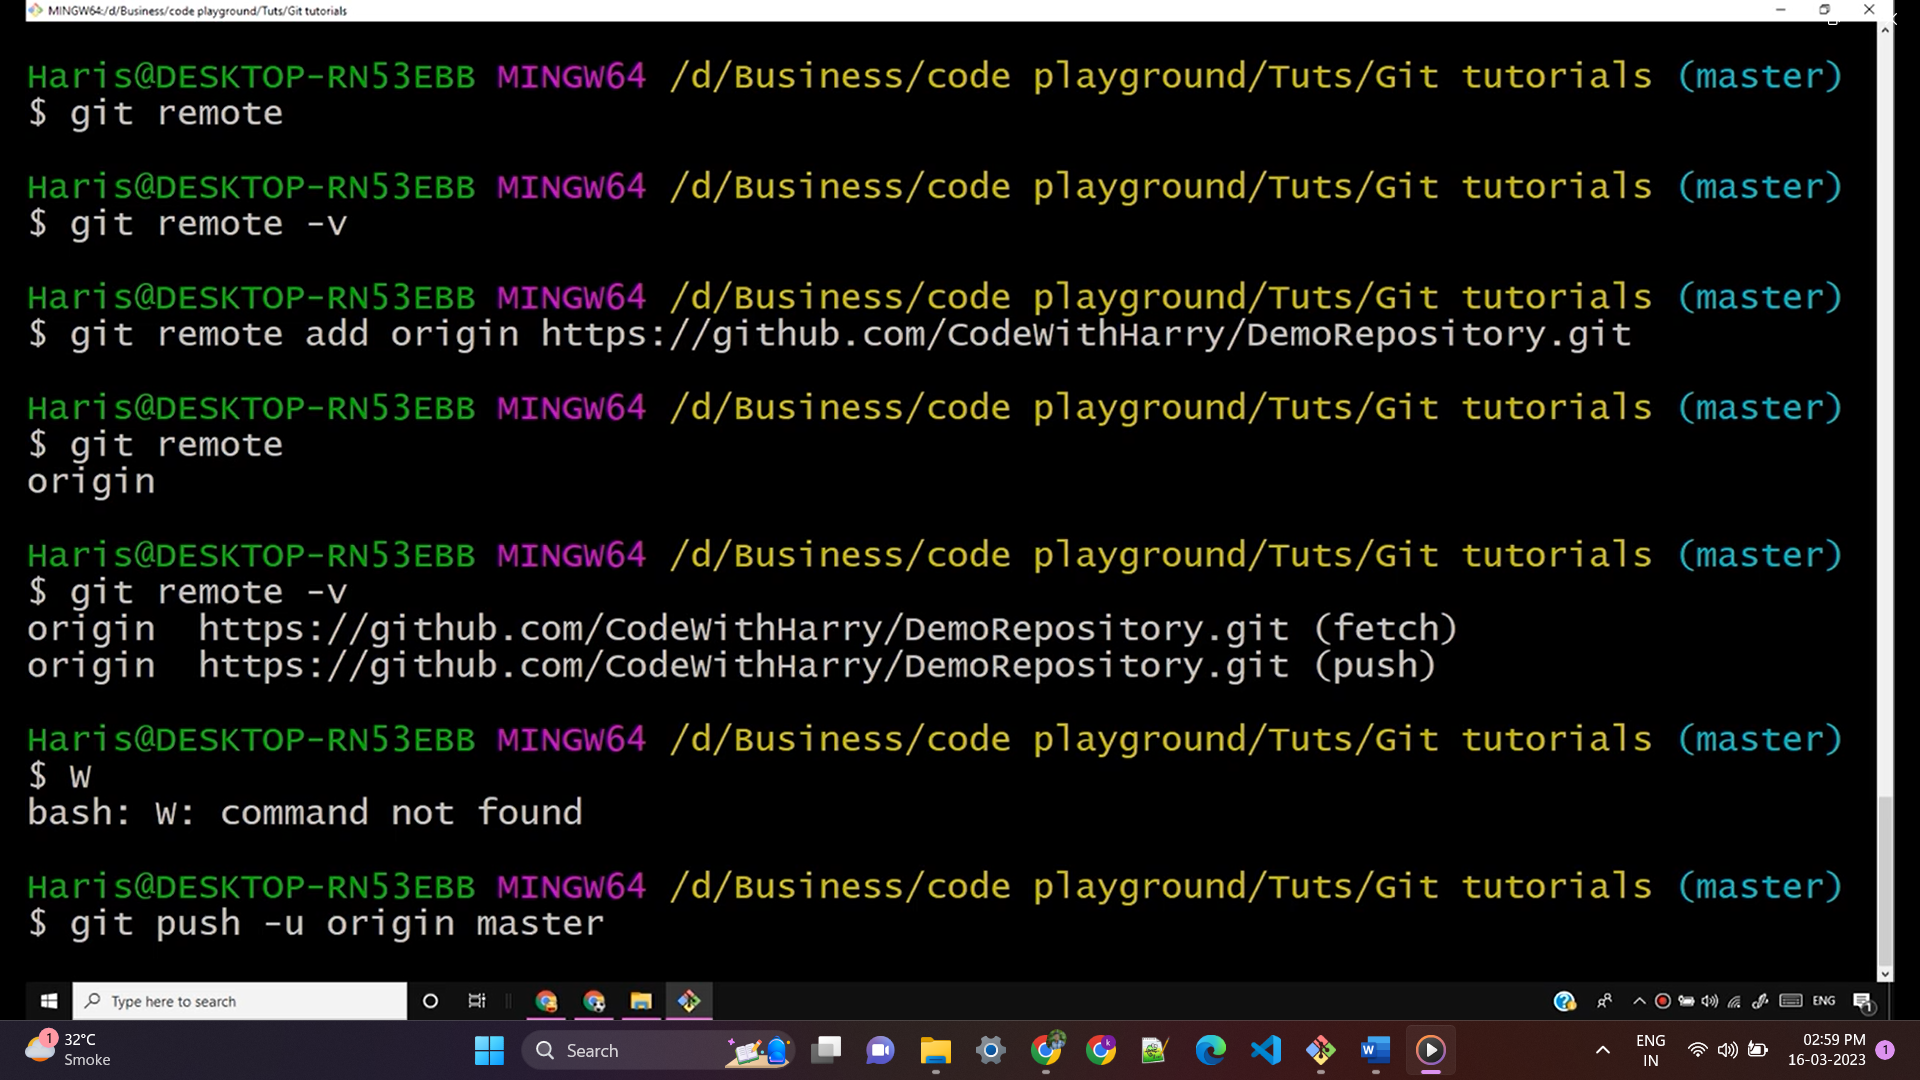 MINGW64:/d/Business/code playground/Tuts/Git tutorials
Haris@DESKTOP-RN53EBB MINGW64 /d/Business/code playground/Tuts/Git tutorials (master)
$ git remote
Haris@DESKTOP-RN53EBB MINGW64 /d/Business/code playground/Tuts/Git tutorials (master)
$ git remote -v
Haris@DESKTOP-RN53EBB MINGW64 /d/Business/code playground/Tuts/Git tutorials (master)
$ git remote add origin https://github.com/CodeWithHarry/DemoRepository.git
Haris@DESKTOP-RN53EBB MINGW64 /d/Business/code playground/Tuts/Git tutorials (master)
$ git remote
origin
Haris@DESKTOP-RN53EBB MINGW64 /d/Business/code playground/Tuts/Git tutorials (master)
$ git remote -v
origin  https://github.com/CodeWithHarry/DemoRepository.git (fetch)
origin  https://github.com/CodeWithHarry/DemoRepository.git (push)
Haris@DESKTOP-RN53EBB MINGW64 /d/Business/code playground/Tuts/Git tutorials (master)
$ W
bash: W: command not found
Haris@DESKTOP-RN53EBB MINGW64 /d/Business/code playground/Tuts/Git tutorials (master)
$ git push -u origin master
Type here to search
ENG
1
1
32°C
Smoke
Search
ENG
IN
02:59 PM
16-03-2023
1